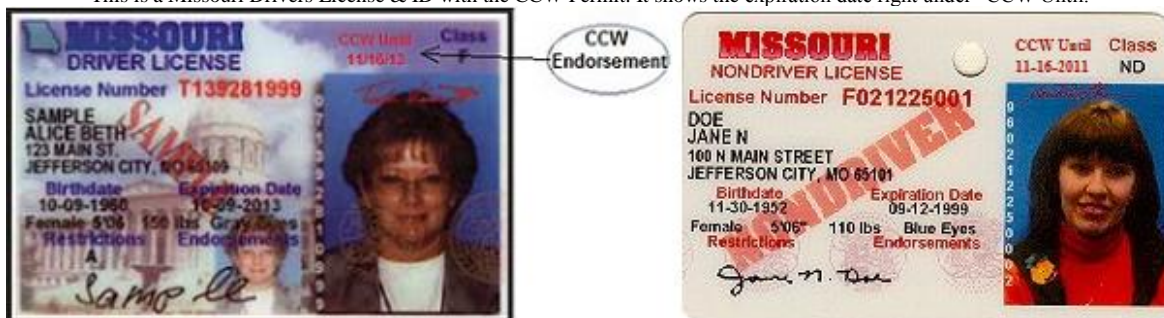 This is a Missouri Drivers License & ID with the CCW Permit. It shows the expiration date right under "CCW Until."
MISSOURI
DRIVER LICENSE
CCW Until
11/16/13
Class
F
License Number T139281999
SAMPLE
ALICE BETH
123 MAIN ST.
JEFFERSON CITY, MO 65109
SAMPLE
Birthdate Expiration Date
10-09-1960 10-09-2013
Female 5'06 150 lbs Gray Eyes
Restrictions Endorsements
A
Sample
CCW
Endorsement
MISSOURI
NONDRIVER LICENSE
CCW Until Class
11-16-2011 ND
License Number F021225001
DOE
JANE N
100 N MAIN STREET
JEFFERSON CITY, MO 65101
NONDRIVER
Birthdate Expiration Date
11-30-1952 09-12-1999
Female 5'06" 110 lbs Blue Eyes
Restrictions Endorsements
Jane N. Doe